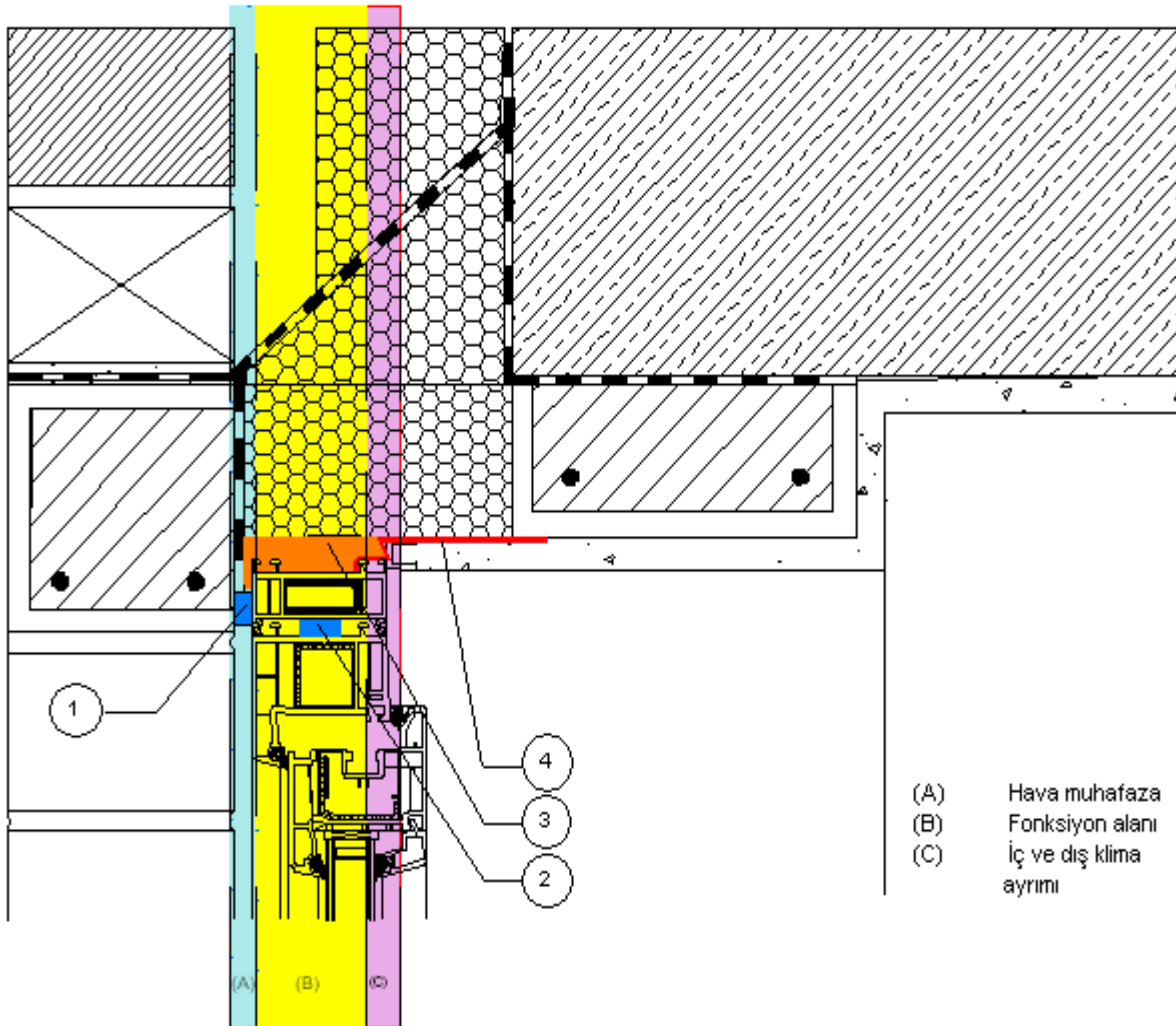 1
4
3
2
(A) Hava muhafaza
(B) Fonksiyon alanı
(C) İç ve dış klima
ayrımı
(A) (B) (C)